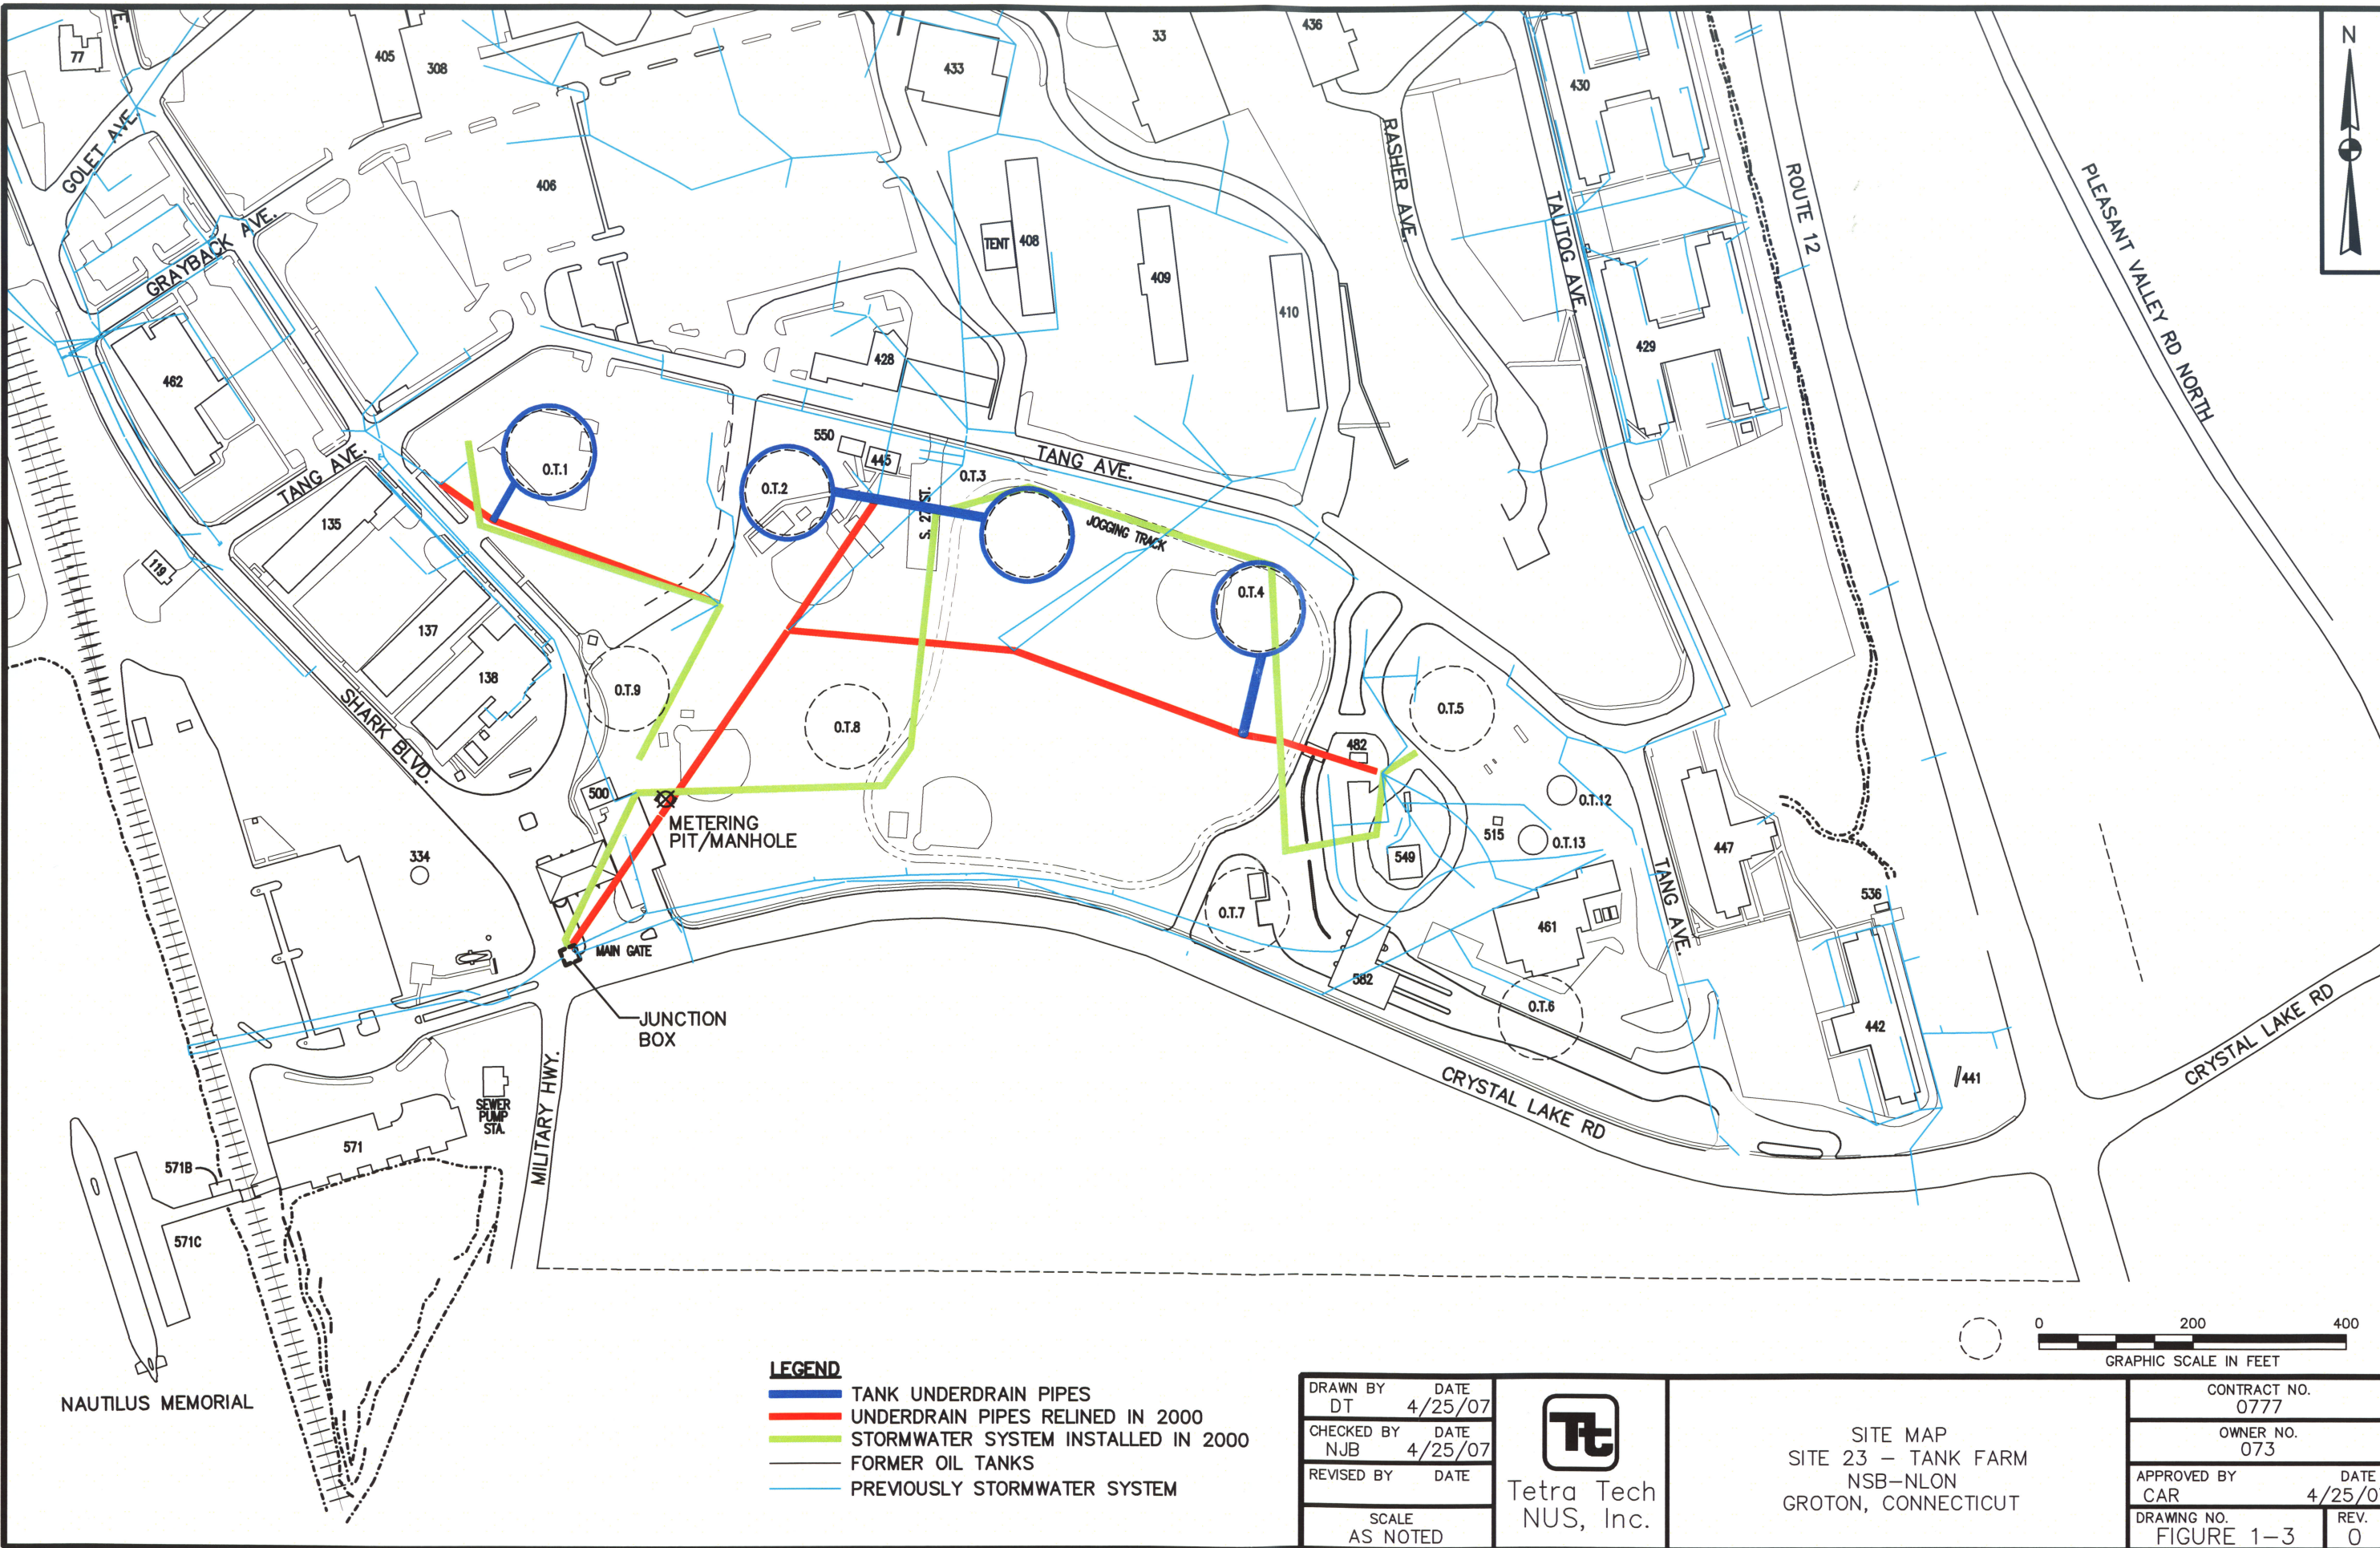 N
77
405
308
433
33
436
430
GOLET AVE.
RASHER AVE.
ROUTE 12
PLEASANT VALLEY RD NORTH
406
TENT
408
409
410
TAUTOG AVE.
GRAYBACK AVE.
462
428
429
TANG AVE.
550
445
TANG AVE.
O.T.1
O.T.2
O.T.3
JOGGING TRACK
135
119
O.T.4
137
138
O.T.9
O.T.8
O.T.5
482
SHARK BLVD.
500
METERING
PIT/MANHOLE
O.T.12
515
O.T.13
549
447
334
TANG AVE.
536
O.T.7
461
MAIN GATE
582
O.T.6
442
JUNCTION
BOX
MILITARY HWY.
CRYSTAL LAKE RD
CRYSTAL LAKE RD
441
SEWER
PUMP
STA.
571
571B
571C
NAUTILUS MEMORIAL
0 200 400
GRAPHIC SCALE IN FEET
LEGEND
TANK UNDERDRAIN PIPES
UNDERDRAIN PIPES RELINED IN 2000
STORMWATER SYSTEM INSTALLED IN 2000
FORMER OIL TANKS
PREVIOUSLY STORMWATER SYSTEM
DRAWN BY DATE
DT 4/25/07
CHECKED BY DATE
NJB 4/25/07
REVISED BY DATE
SCALE
AS NOTED
Tt
Tetra Tech
NUS, Inc.
SITE MAP
SITE 23 – TANK FARM
NSB–NLON
GROTON, CONNECTICUT
CONTRACT NO.
0777
OWNER NO.
073
APPROVED BY DATE
CAR 4/25/0
DRAWING NO.
FIGURE 1–3
REV.
0